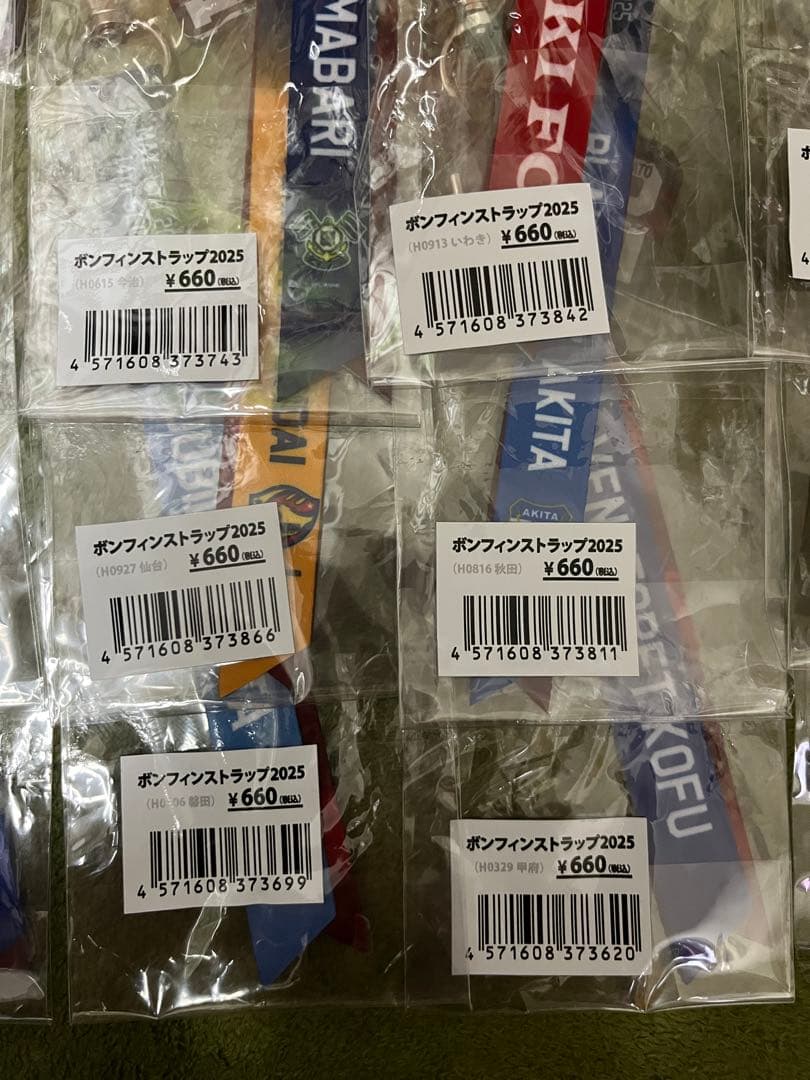 MABARI
KI FO
25
ボンフィンストラップ2025
(H0615 今治) ¥660(税込)
4 571608 373743
ボンフィンストラップ2025
(H0913 いわき) ¥660(税込)
4 571608 373842
DAI
AKITA
AKITA
ボンフィンストラップ2025
(H0927 仙台) ¥660(税込)
4 571608 373866
ボンフィンストラップ2025
(H0816 秋田) ¥660(税込)
4 571608 373811
KOFU
ボンフィンストラップ2025
磐田) ¥660(税込)
4 571608 373699
ボンフィンストラップ2025
(H0329 甲府) ¥660(税込)
4 571608 373620